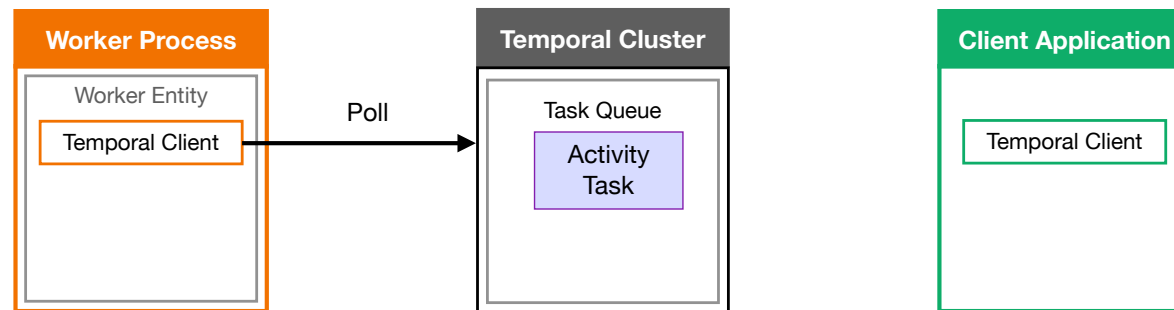 Worker Process
Worker Entity
Temporal Client
Poll
Temporal Cluster
Task Queue
Activity
Task
Client Application
Temporal Client